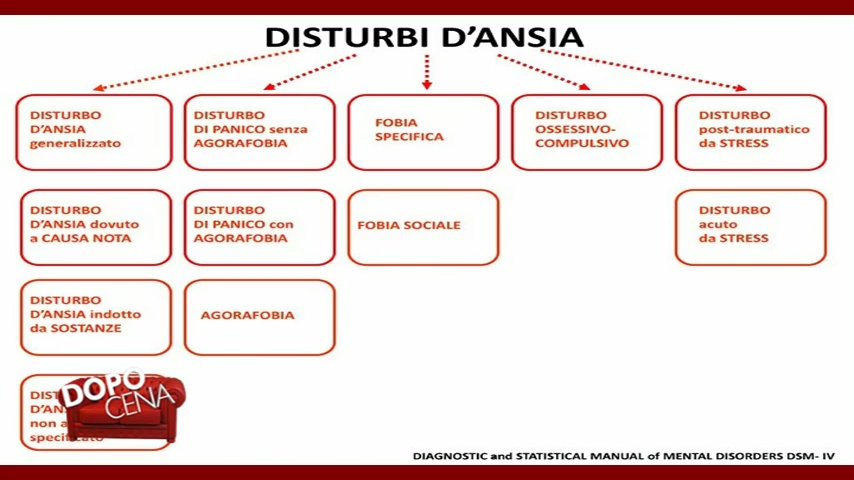 DISTURBI D’ANSIA
DISTURBO
D’ANSIA
generalizzato
DISTURBO
DI PANICO senza
AGORAFOBIA
FOBIA
SPECIFICA
DISTURBO
OSSESSIVO-
COMPULSIVO
DISTURBO
post-traumatico
da STRESS
DISTURBO
D’ANSIA dovuto
a CAUSA NOTA
DISTURBO
DI PANICO con
AGORAFOBIA
FOBIA SOCIALE
DISTURBO
acuto
da STRESS
DISTURBO
D’ANSIA indotto
da SOSTANZE
AGORAFOBIA
non
DOPO
CENA
DIAGNOSTIC and STATISTICAL MANUAL of MENTAL DISORDERS DSM- IV